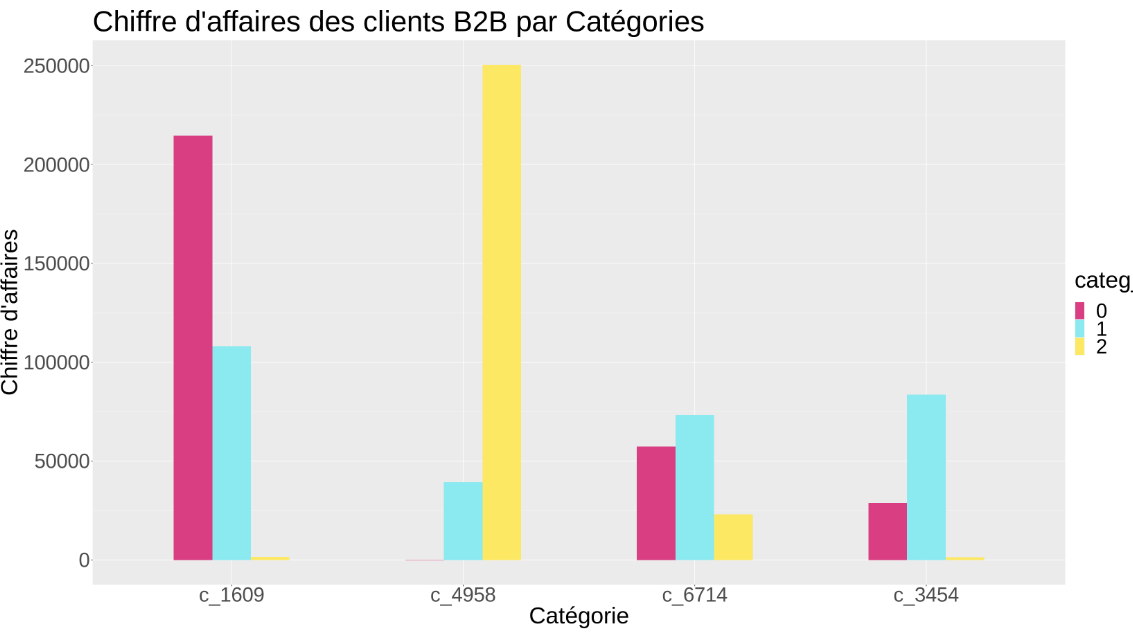 Chiffre d'affaires des clients B2B par Catégories
Chiffre d'affaires
250000
200000
150000
100000
50000
0
c_1609
c_4958
c_6714
c_3454
Catégorie
categ_
0
1
2